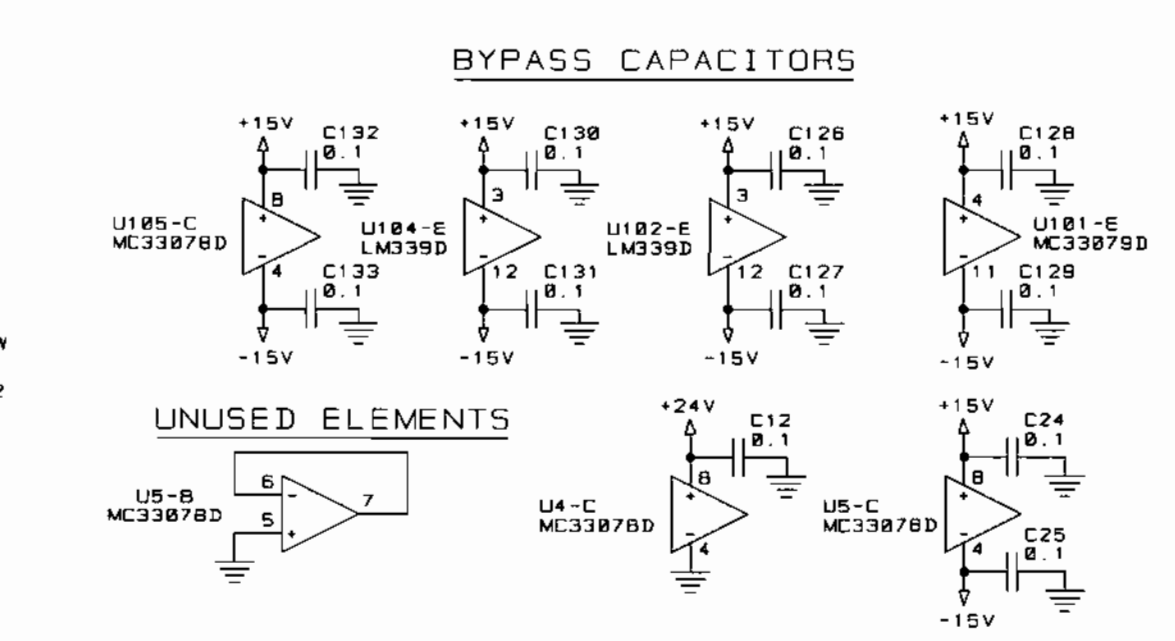 BYPASS CAPACITORS
+15V
C132
0.1
8
U105-C
MC33078D
+
-
4
C133
0.1
-15V
+15V
C130
0.1
3
U104-E
LM339D
+
-
12
C131
0.1
-15V
+15V
C126
0.1
3
U102-E
LM339D
+
-
12
C127
0.1
-15V
+15V
C128
0.1
4
U101-E
MC33079D
+
-
11
C129
0.1
-15V
UNUSED ELEMENTS
6
-
7
U5-B
MC33078D
5
+
+24V
C12
0.1
8
+
U4-C
MC33078D
-
4
+15V
C24
0.1
8
+
U5-C
MC33078D
-
4
C25
0.1
-15V